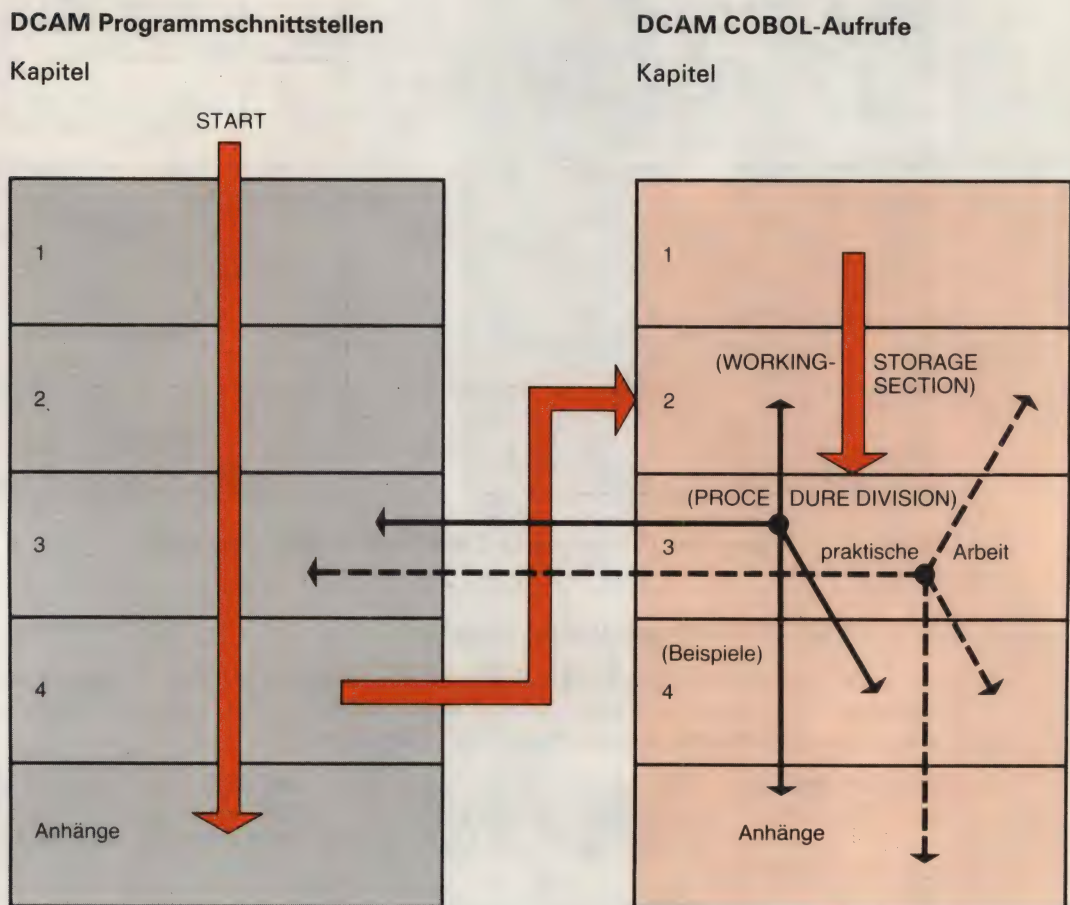 DCAM Programmschnittstellen
Kapitel
START
1
2
3
4
Anhänge
DCAM COBOL-Aufrufe
Kapitel
1
(WORKING- STORAGE
SECTION)
2
(PROCE DURE DIVISION)
3
praktische Arbeit
(Beispiele)
4
Anhänge